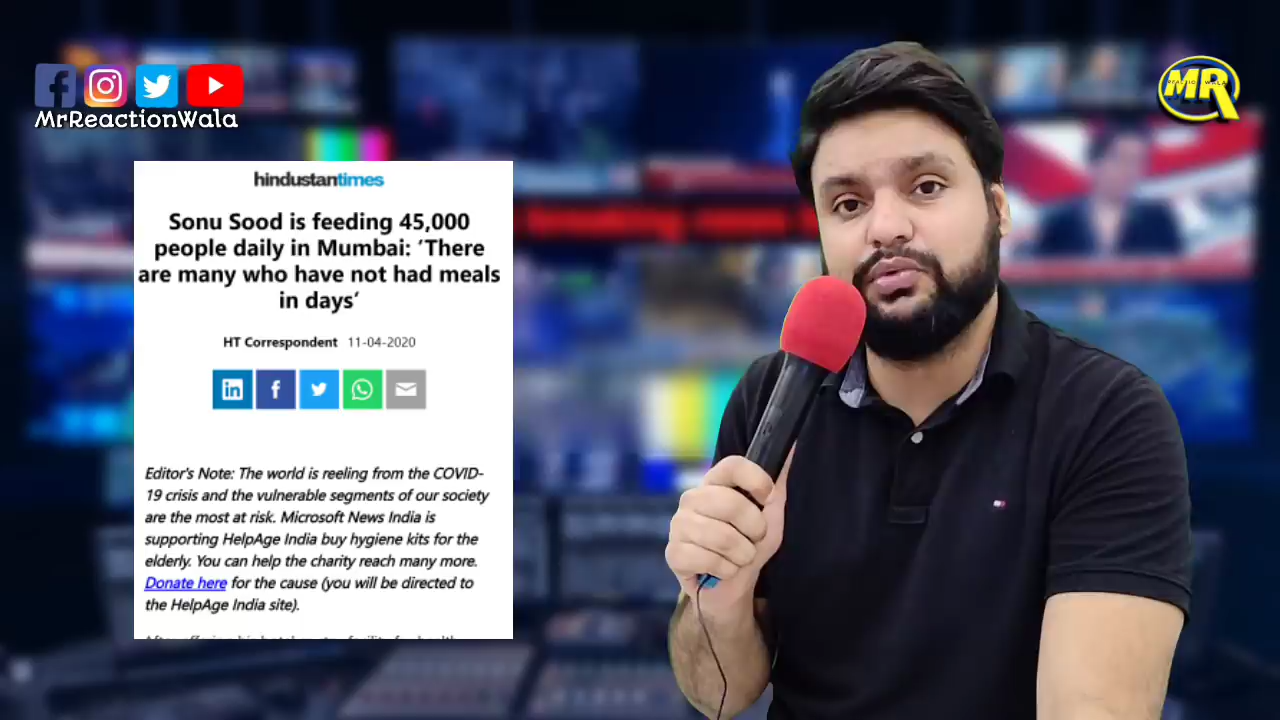 MrReactionWala
MR
REACTION WALA
hindustantimes
Sonu Sood is feeding 45,000
people daily in Mumbai: ‘There
are many who have not had meals
in days‘
HT Correspondent 11-04-2020
Editor's Note: The world is reeling from the COVID-
19 crisis and the vulnerable segments of our society
are the most at risk. Microsoft News India is
supporting HelpAge India buy hygiene kits for the
elderly. You can help the charity reach many more.
Donate here for the cause (you will be directed to
the HelpAge India site).